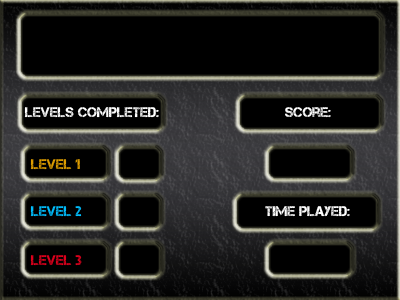 LEVELS COMPLETED:
SCORE:
LEVEL 1
LEVEL 2
TIME PLAYED:
LEVEL 3